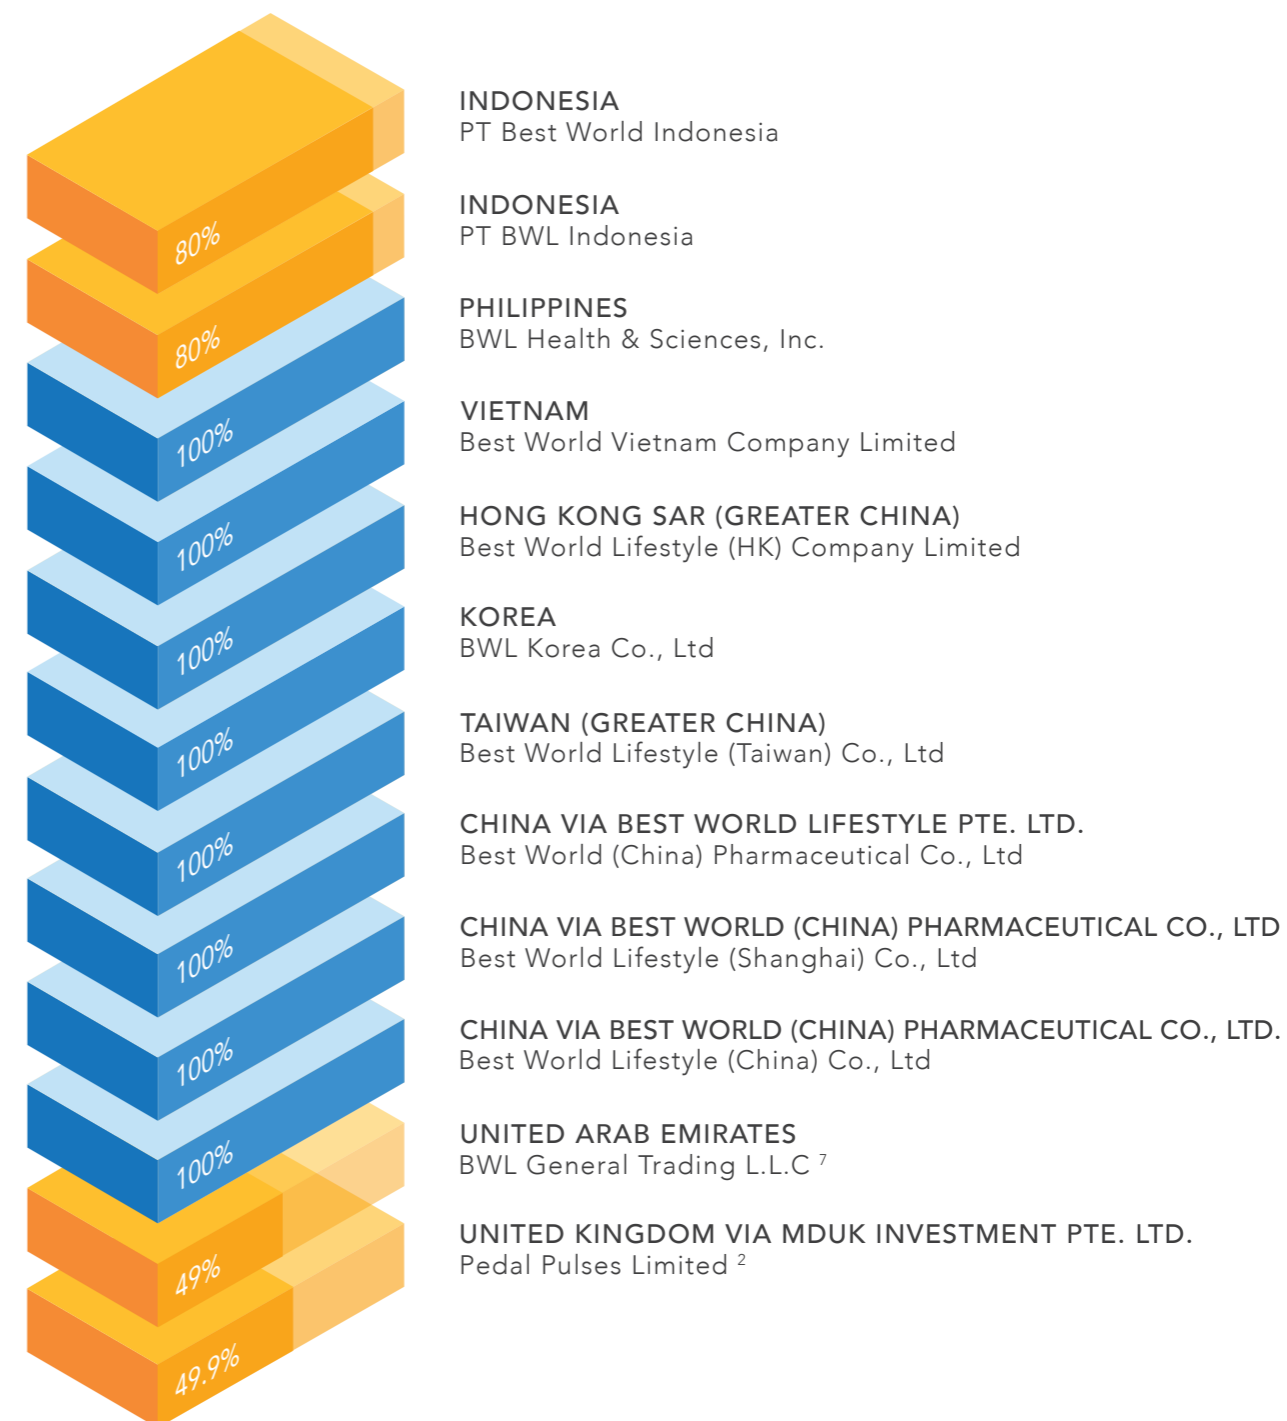 INDONESIA
PT Best World Indonesia
80%
INDONESIA
PT BWL Indonesia
80%
PHILIPPINES
BWL Health & Sciences, Inc.
100%
VIETNAM
Best World Vietnam Company Limited
100%
HONG KONG SAR (GREATER CHINA)
Best World Lifestyle (HK) Company Limited
100%
KOREA
BWL Korea Co., Ltd
100%
TAIWAN (GREATER CHINA)
Best World Lifestyle (Taiwan) Co., Ltd
100%
CHINA VIA BEST WORLD LIFESTYLE PTE. LTD.
Best World (China) Pharmaceutical Co., Ltd
100%
CHINA VIA BEST WORLD (CHINA) PHARMACEUTICAL CO., LTD
Best World Lifestyle (Shanghai) Co., Ltd
100%
CHINA VIA BEST WORLD (CHINA) PHARMACEUTICAL CO., LTD.
Best World Lifestyle (China) Co., Ltd
100%
UNITED ARAB EMIRATES
BWL General Trading L.L.C 7
49%
UNITED KINGDOM VIA MDUK INVESTMENT PTE. LTD.
Pedal Pulses Limited 2
49.9%